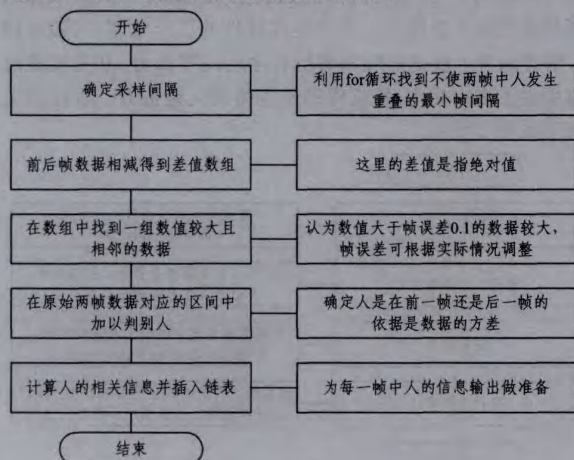 开始
确定采样间隔
利用for循环找到不使两帧中人发生
重叠的最小帧间隔
前后帧数据相减得到差值数组
这里的差值是指绝对值
在数组中找到一组数值较大且
相邻的数据
认为数值大于帧误差0.1的数据较大,
帧误差可根据实际情况调整
在原始两帧数据对应的区间中
加以判别人
确定人是在前一帧还是后一帧的
依据是数据的方差
计算人的相关信息并插入链表
为每一帧中人的信息输出做准备
结束